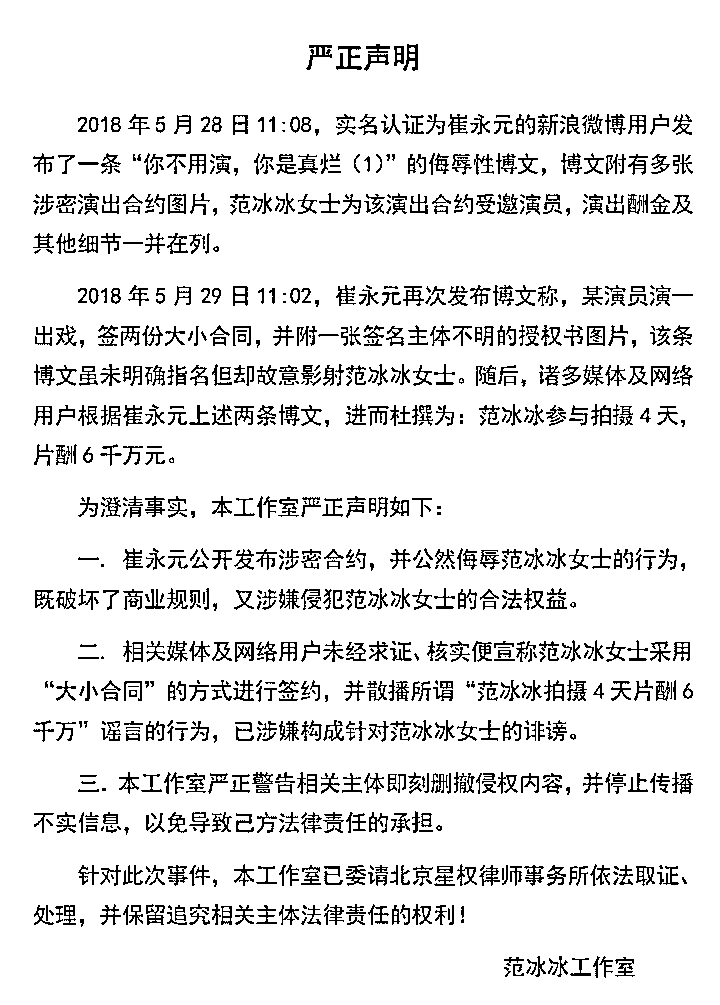 严正声明
2018年5月28日11:08，实名认证为崔永元的新浪微博用户发
布了一条“你不用演，你是真烂（1）”的侮辱性博文，博文附有多张
涉密演出合约图片，范冰冰女士为该演出合约受邀演员，演出酬金及
其他细节一并在列。
2018年5月29日11:02，崔永元再次发布博文称，某演员演一
出戏，签两份大小合同，并附一张签名主体不明的授权书图片，该条
博文虽未明确指名但却故意影射范冰冰女士。随后，诸多媒体及网络
用户根据崔永元上述两条博文，进而杜撰为：范冰冰参与拍摄4天，
片酬6千万元。
为澄清事实，本工作室严正声明如下：
一. 崔永元公开发布涉密合约，并公然侮辱范冰冰女士的行为，
既破坏了商业规则，又涉嫌侵犯范冰冰女士的合法权益。
二. 相关媒体及网络用户未经求证、核实便宣称范冰冰女士采用
“大小合同”的方式进行签约，并散播所谓“范冰冰拍摄4天片酬6
千万”谣言的行为，已涉嫌构成针对范冰冰女士的诽谤。
三. 本工作室严正警告相关主体即刻删撤侵权内容，并停止传播
不实信息，以免导致己方法律责任的承担。
针对此次事件，本工作室已委请北京星权律师事务所依法取证、
处理，并保留追究相关主体法律责任的权利！
范冰冰工作室